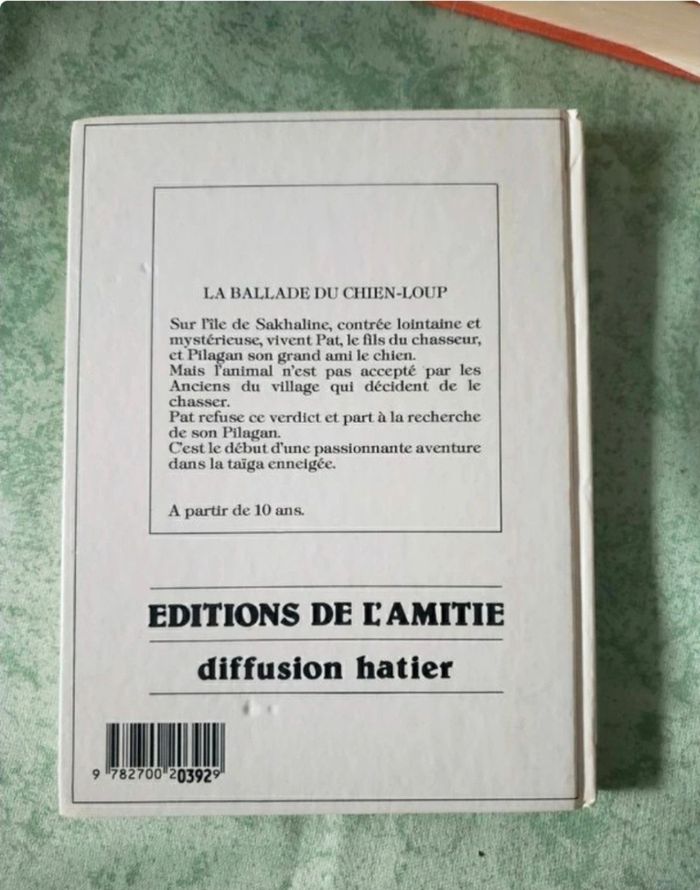 LA BALLADE DU CHIEN-LOUP
Sur l'île de Sakhaline, contrée lointaine et
mystérieuse, vivent Pat, le fils du chasseur,
et Pilagan son grand ami le chien.
Mais l'animal n'est pas accepté par les
Anciens du village qui décident de le
chasser.
Pat refuse ce verdict et part à la recherche
de son Pilagan.
C'est le début d'une passionnante aventure
dans la taïga enneigée.
A partir de 10 ans.
EDITIONS DE L'AMITIE
diffusion hatier
9 782700 203929